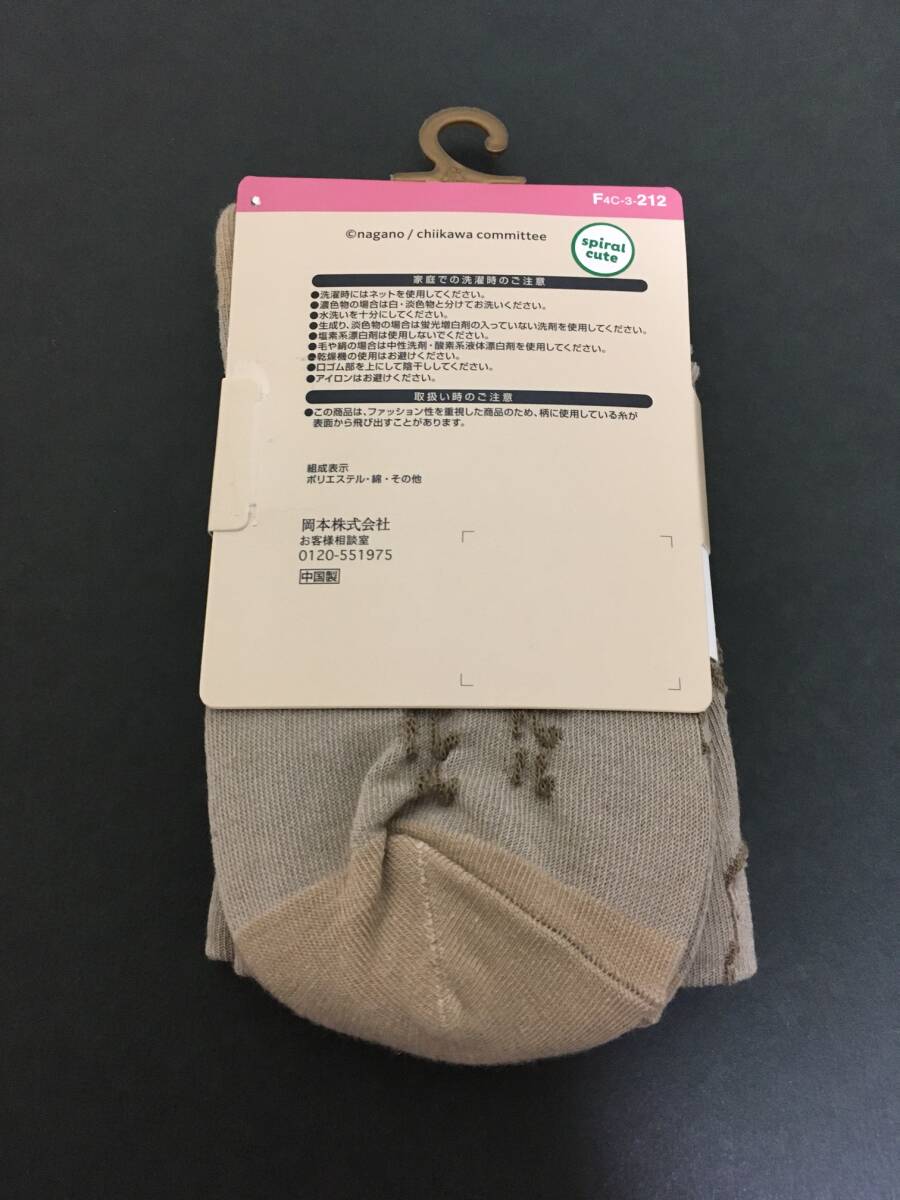 F4C-3-212
©nagano / chiikawa committee
spiral
cute
家庭での洗濯時のご注意
●洗濯時にはネットを使用してください。
●濃色物の場合は白・淡色物と分けてお洗いください。
●水洗いを十分にしてください。
●生成り、淡色物の場合は蛍光増白剤の入っていない洗剤を使用してください。
●塩素系漂白剤は使用しないでください。
●毛や絹の場合は中性洗剤・酸素系液体漂白剤を使用してください。
●乾燥機の使用はお避けください。
●口ゴム部を上にして陰干ししてください。
●アイロンはお避けください。
取扱い時のご注意
●この商品は、ファッション性を重視した商品のため、柄に使用している糸が
表面から飛び出すことがあります。
組成表示
ポリエステル・綿・その他
岡本株式会社
お客様相談室
0120-551975
中国製